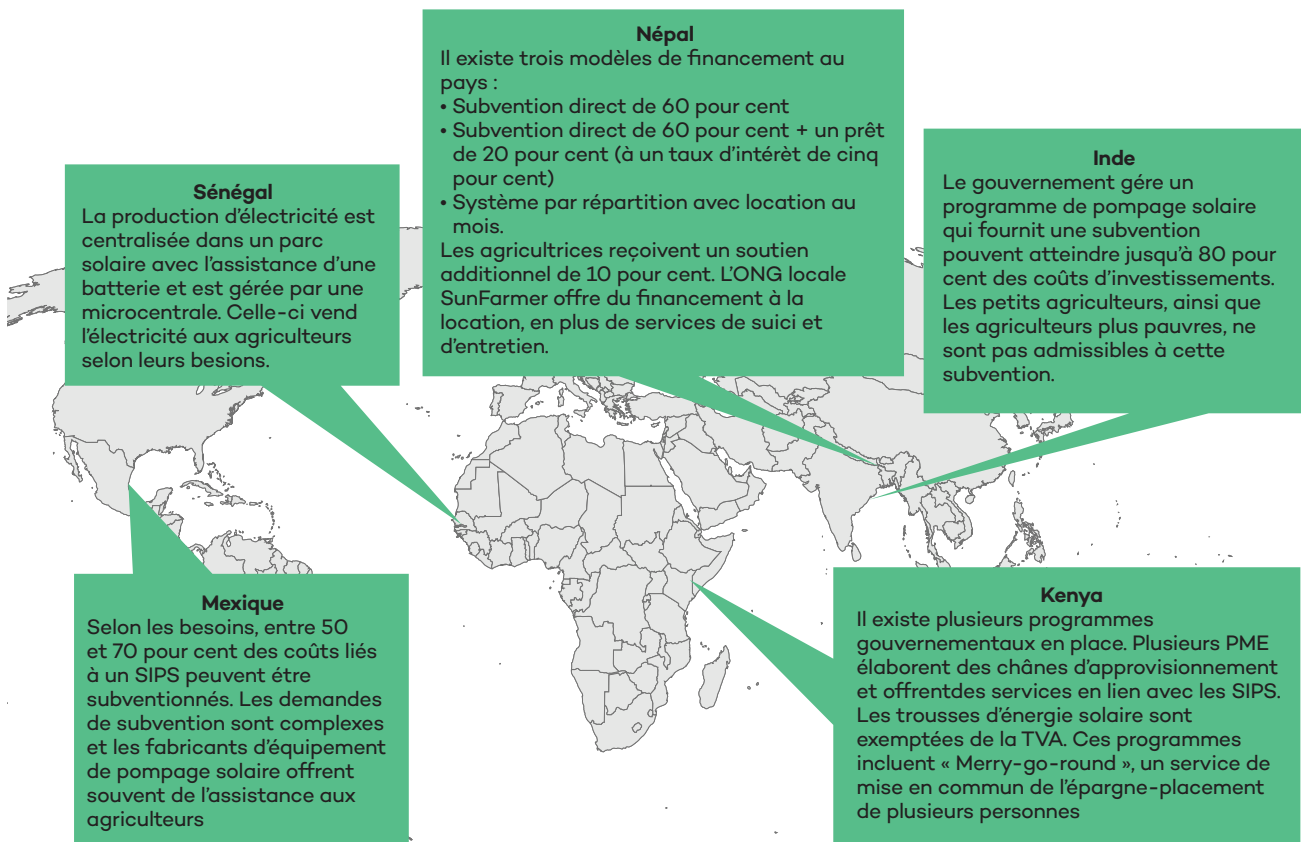 Népal
Il existe trois modèles de financement au
pays :
• Subvention direct de 60 pour cent
• Subvention direct de 60 pour cent + un prêt
de 20 pour cent (à un taux d'intérèt de cinq
pour cent)
• Système par répartition avec location au
mois.
Les agricultrices reçoivent un soutien
additionnel de 10 pour cent. L'ONG locale
SunFarmer offre du financement à la
location, en plus de services de suici et
d'entretien.
Sénégal
La production d'électricité est
centralisée dans un parc
solaire avec l'assistance d'une
batterie et est gérée par une
microcentrale. Celle-ci vend
l'électricité aux agriculteurs
selon leurs besions.
Inde
Le gouvernement gére un
programme de pompage solaire
qui fournit une subvention
pouvent atteindre jusqu'à 80 pour
cent des coûts d'investissements.
Les petits agriculteurs, ainsi que
les agriculteurs plus pauvres, ne
sont pas admissibles à cette
subvention.
Mexique
Selon les besoins, entre 50
et 70 pour cent des coûts liés
à un SIPS peuvent étre
subventionnés. Les demandes
de subvention sont complexes
et les fabricants d'équipement
de pompage solaire offrent
souvent de l'assistance aux
agriculteurs
Kenya
Il existe plusieurs programmes
gouvernementaux en place. Plusieurs PME
élaborent des chânes d'approvisionnement
et offrentdes services en lien avec les SIPS.
Les trousses d'énergie solaire sont
exemptées de la TVA. Ces programmes
incluent « Merry-go-round », un service de
mise en commun de l'épargne-placement
de plusieurs personnes